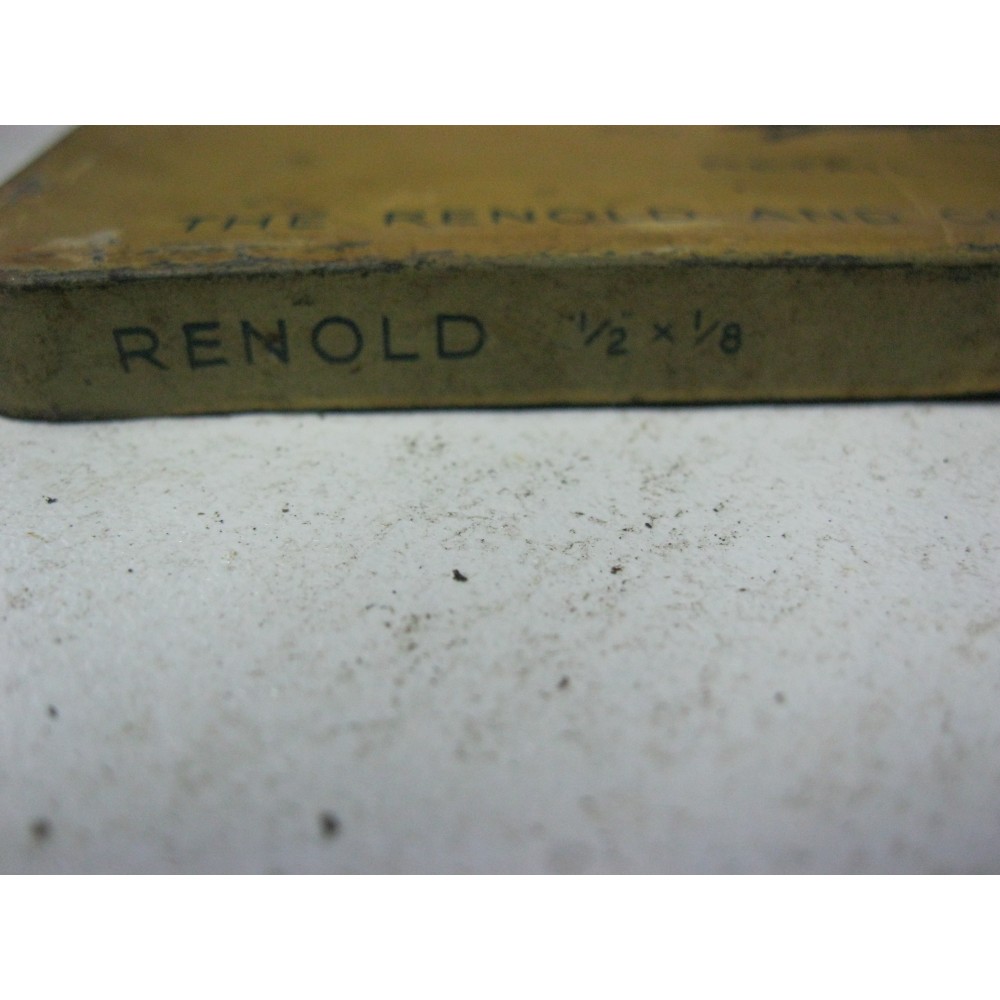 THE RENOLD AND
RENOLD 1/2 x 1/8